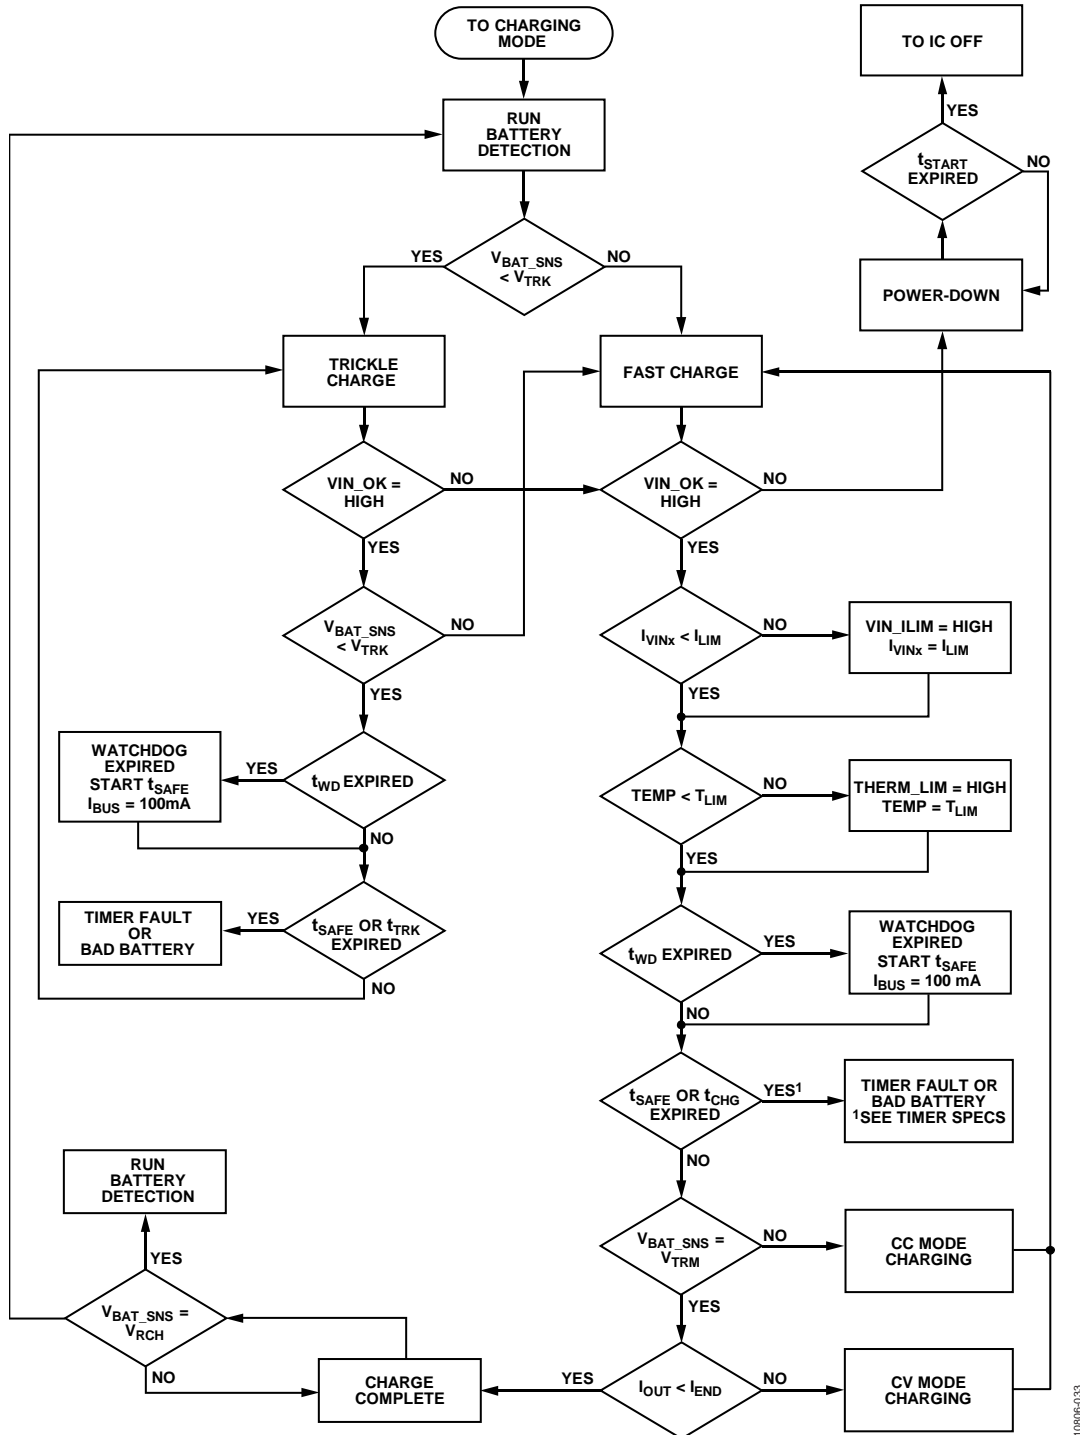 TO CHARGING
MODE
TO IC OFF
YES
RUN
BATTERY
DETECTION
tSTART
EXPIRED
NO
YES
VBAT_SNS
< VTRK
NO
POWER-DOWN
TRICKLE
CHARGE
FAST CHARGE
VIN_OK =
HIGH
NO
VIN_OK =
HIGH
NO
YES
YES
VBAT_SNS
< VTRK
NO
IVINx < ILIM
NO
VIN_ILIM = HIGH
IVINx = ILIM
YES
YES
WATCHDOG
EXPIRED
START tSAFE
IBUS = 100mA
YES
tWD EXPIRED
NO
TEMP < TLIM
NO
THERM_LIM = HIGH
TEMP = TLIM
YES
TIMER FAULT
OR
BAD BATTERY
YES
tSAFE OR tTRK
EXPIRED
NO
tWD EXPIRED
YES
WATCHDOG
EXPIRED
START tSAFE
IBUS = 100 mA
NO
tSAFE OR tCHG
EXPIRED
YES1
TIMER FAULT OR
BAD BATTERY
1SEE TIMER SPECS
NO
RUN
BATTERY
DETECTION
YES
VBAT_SNS =
VTRM
NO
CC MODE
CHARGING
YES
VBAT_SNS =
VRCH
NO
CHARGE
COMPLETE
YES
IOUT < IEND
NO
CV MODE
CHARGING
10806-033